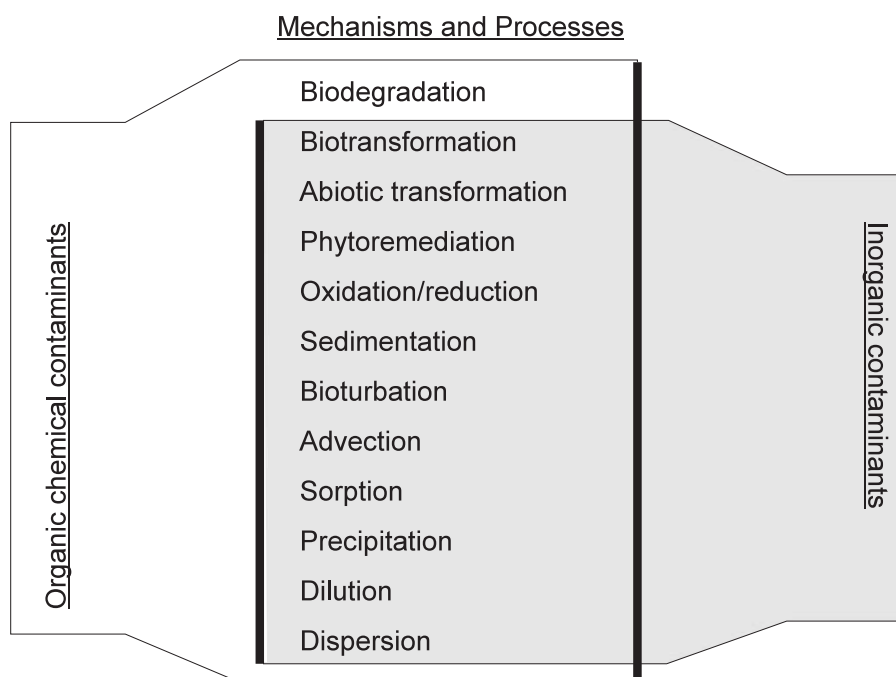 Mechanisms and Processes
Biodegradation
Biotransformation
Abiotic transformation
Phytoremediation
Oxidation/reduction
Sedimentation
Bioturbation
Advection
Sorption
Precipitation
Dilution
Dispersion
Organic chemical contaminants
Inorganic contaminants